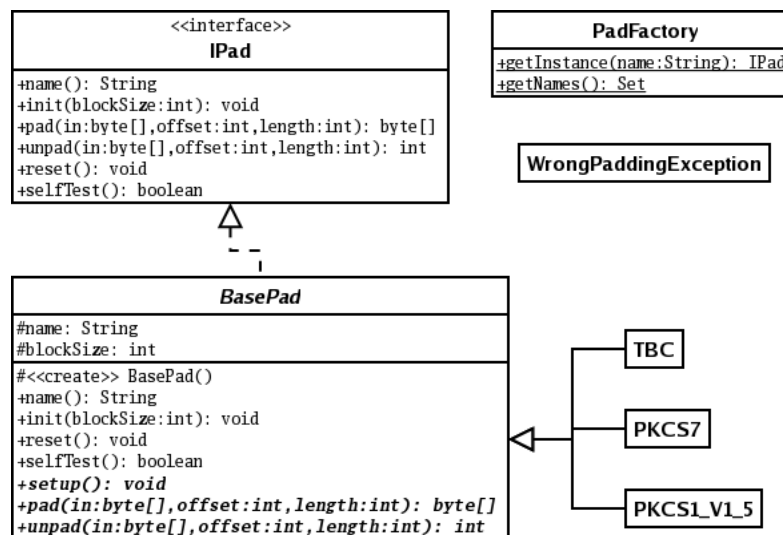 <<interface>>
IPad
+name(): String
+init(blockSize:int): void
+pad(in:byte[],offset:int,length:int): byte[]
+unpad(in:byte[],offset:int,length:int): int
+reset(): void
+selfTest(): boolean
PadFactory
+getInstance(name:String): IPad
+getNames(): Set
WrongPaddingException
BasePad
#name: String
#blockSize: int
#<<create>> BasePad()
+name(): String
+init(blockSize:int): void
+reset(): void
+selfTest(): boolean
+setup(): void
+pad(in:byte[],offset:int,length:int): byte[]
+unpad(in:byte[],offset:int,length:int): int
TBC
PKCS7
PKCS1_V1_5